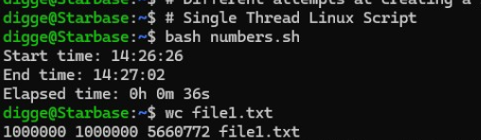 digge@Starbase:~$ # Different attempts at creating a
digge@Starbase:~$ # Single Thread Linux Script
digge@Starbase:~$ bash numbers.sh
Start time: 14:26:26
End time: 14:27:02
Elapsed time: 0h 0m 36s
digge@Starbase:~$ wc file1.txt
1000000 1000000 5660772 file1.txt